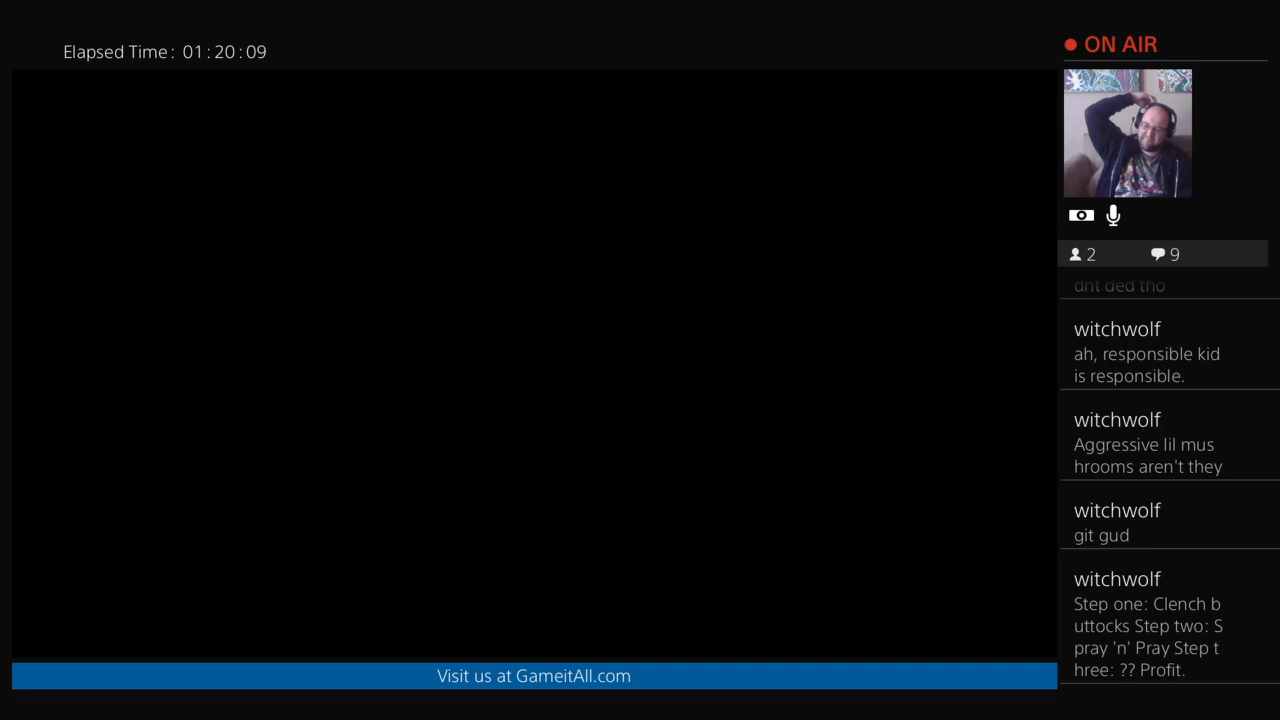 Elapsed Time: 01:20:09
ON AIR
2 9
dnt ded tho
witchwolf
ah, responsible kid
is responsible.
witchwolf
Aggressive lil mus
hrooms aren't they
witchwolf
git gud
witchwolf
Step one: Clench b
uttocks Step two: S
pray 'n' Pray Step t
hree: ?? Profit.
Visit us at GameitAll.com